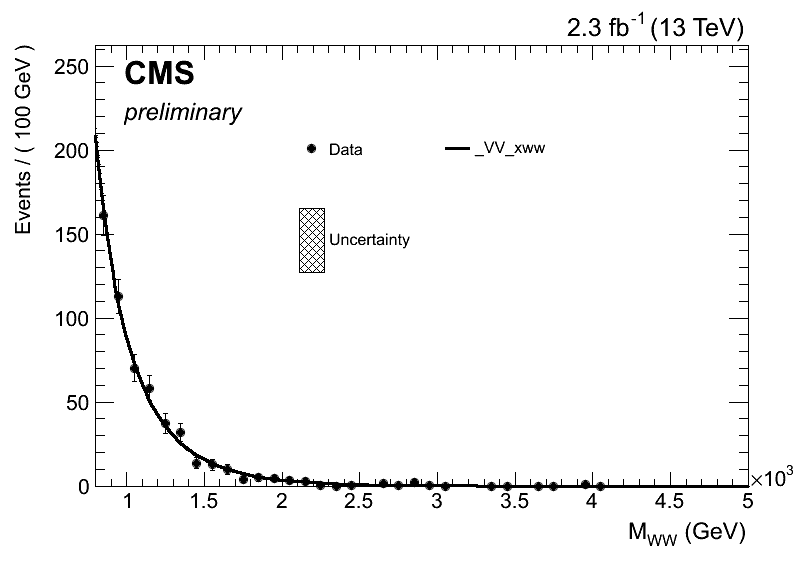 2.3 fb⁻¹ (13 TeV)
CMS
preliminary
Events / ( 100 GeV )
Data
_VV_xww
Uncertainty
250
200
150
100
50
0
1 1.5 2 2.5 3 3.5 4 4.5 5
×10³
M_WW (GeV)